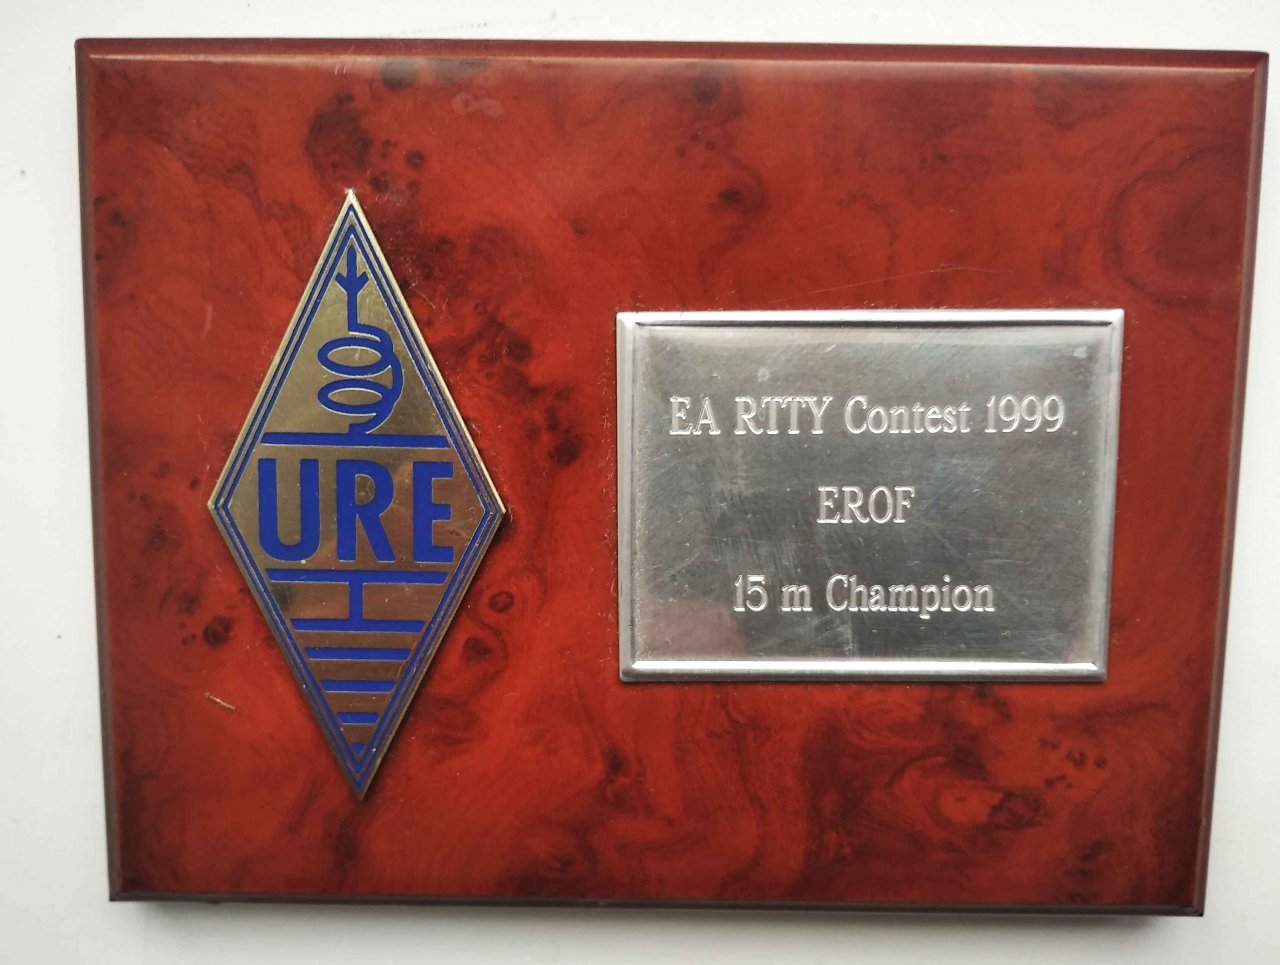 URE
EA RTTY Contest 1999
EROF
15 m Champion